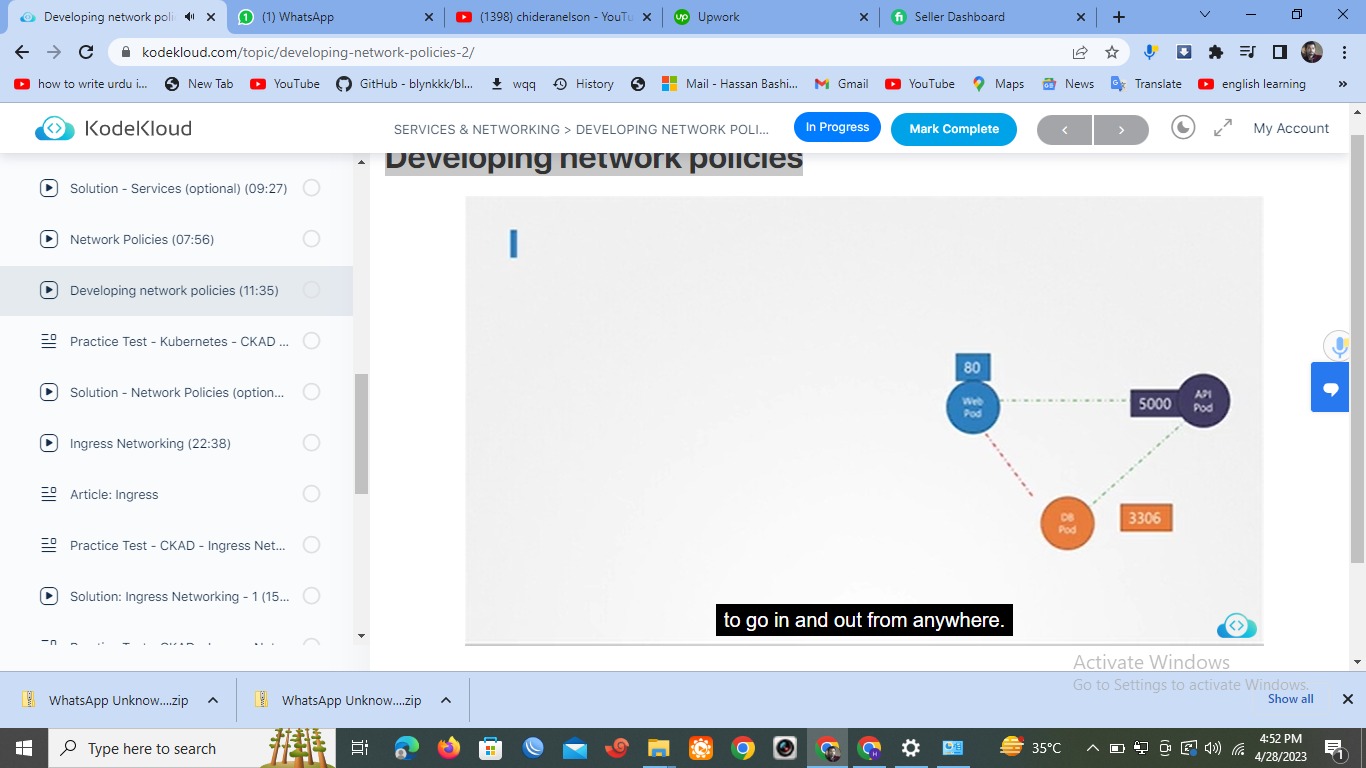 Developing network poli
(1) WhatsApp
(1398) chideranelson - YouTu
up
Upwork
fi
Seller Dashboard
kodekloud.com/topic/developing-network-policies-2/
how to write urdu i...
New Tab
YouTube
GitHub - blynkkk/bl...
wqq
History
Mail - Hassan Bashi...
Gmail
YouTube
Maps
News
Translate
english learning
»
KodeKloud
SERVICES & NETWORKING > DEVELOPING NETWORK POLI...
In Progress
Mark Complete
My Account
Developing network policies
Solution - Services (optional) (09:27)
Network Policies (07:56)
Developing network policies (11:35)
Practice Test - Kubernetes - CKAD ...
Solution - Network Policies (option...
Ingress Networking (22:38)
Article: Ingress
Practice Test - CKAD - Ingress Net...
Solution: Ingress Networking - 1 (15...
80
Web
Pod
5000
API
Pod
DB
Pod
3306
to go in and out from anywhere.
Activate Windows
Go to Settings to activate Windows.
WhatsApp Unknow....zip
WhatsApp Unknow....zip
Show all
Type here to search
35°C
4:52 PM
4/28/2023
1